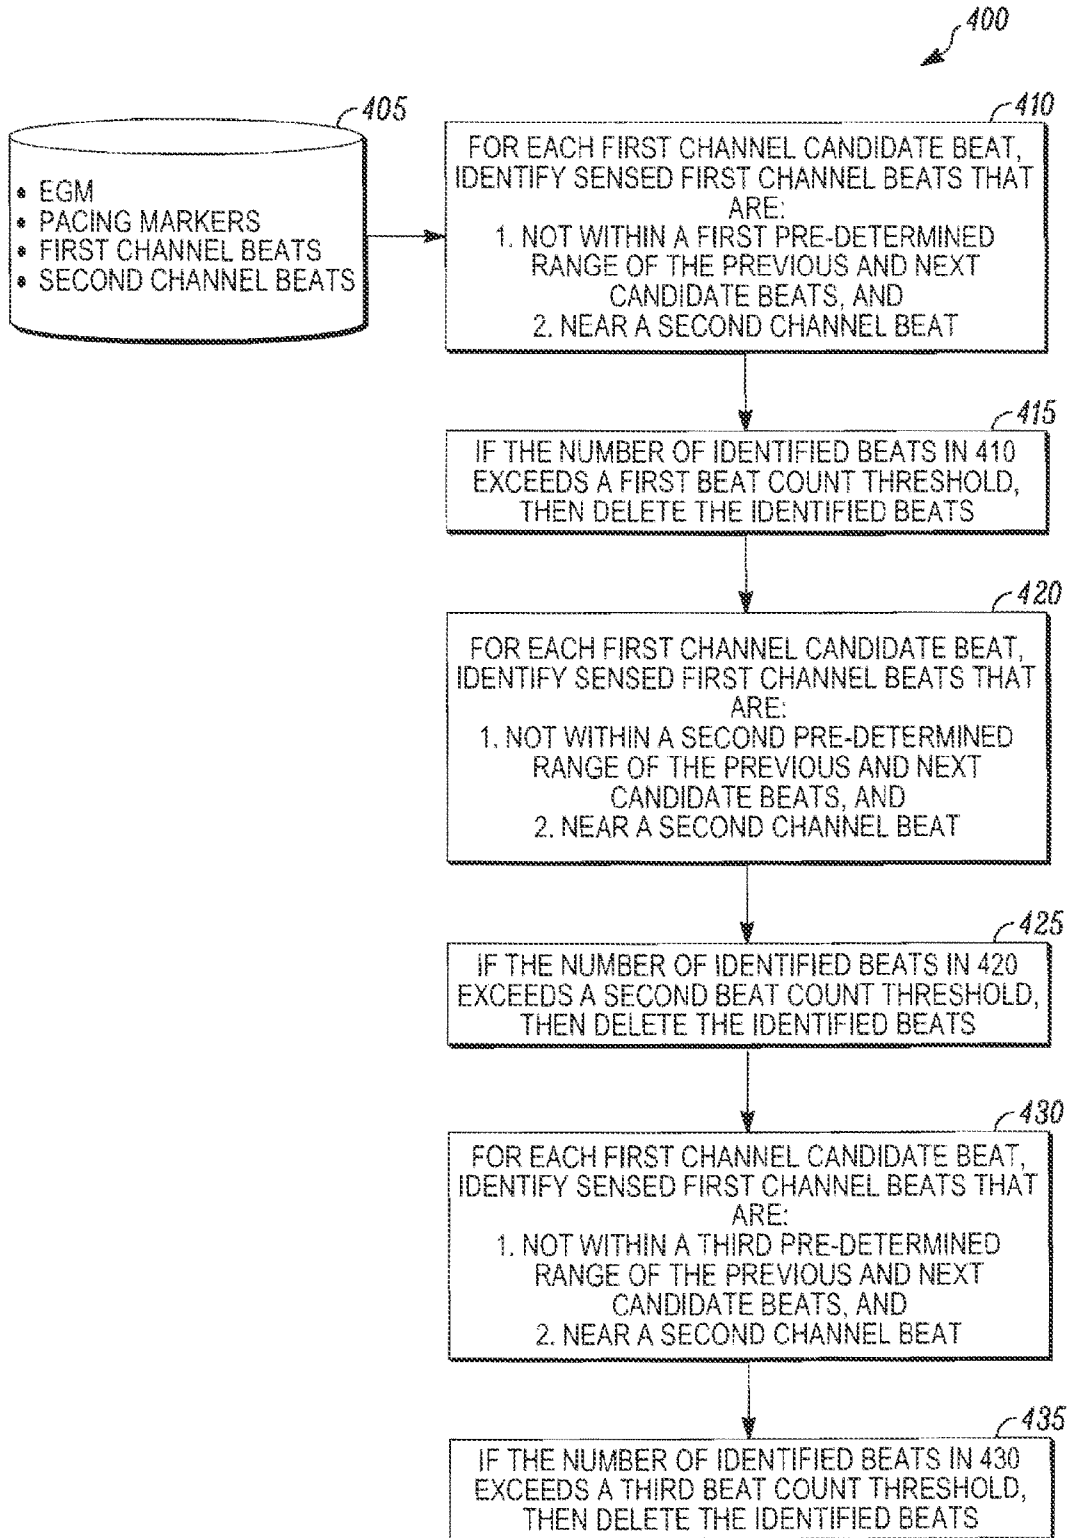 400
405
• EGM
• PACING MARKERS
• FIRST CHANNEL BEATS
• SECOND CHANNEL BEATS
410
FOR EACH FIRST CHANNEL CANDIDATE BEAT,
IDENTIFY SENSED FIRST CHANNEL BEATS THAT
ARE:
1. NOT WITHIN A FIRST PRE-DETERMINED
RANGE OF THE PREVIOUS AND NEXT
CANDIDATE BEATS, AND
2. NEAR A SECOND CHANNEL BEAT
415
IF THE NUMBER OF IDENTIFIED BEATS IN 410
EXCEEDS A FIRST BEAT COUNT THRESHOLD,
THEN DELETE THE IDENTIFIED BEATS
420
FOR EACH FIRST CHANNEL CANDIDATE BEAT,
IDENTIFY SENSED FIRST CHANNEL BEATS THAT
ARE:
1. NOT WITHIN A SECOND PRE-DETERMINED
RANGE OF THE PREVIOUS AND NEXT
CANDIDATE BEATS, AND
2. NEAR A SECOND CHANNEL BEAT
425
IF THE NUMBER OF IDENTIFIED BEATS IN 420
EXCEEDS A SECOND BEAT COUNT THRESHOLD,
THEN DELETE THE IDENTIFIED BEATS
430
FOR EACH FIRST CHANNEL CANDIDATE BEAT,
IDENTIFY SENSED FIRST CHANNEL BEATS THAT
ARE:
1. NOT WITHIN A THIRD PRE-DETERMINED
RANGE OF THE PREVIOUS AND NEXT
CANDIDATE BEATS, AND
2. NEAR A SECOND CHANNEL BEAT
435
IF THE NUMBER OF IDENTIFIED BEATS IN 430
EXCEEDS A THIRD BEAT COUNT THRESHOLD,
THEN DELETE THE IDENTIFIED BEATS